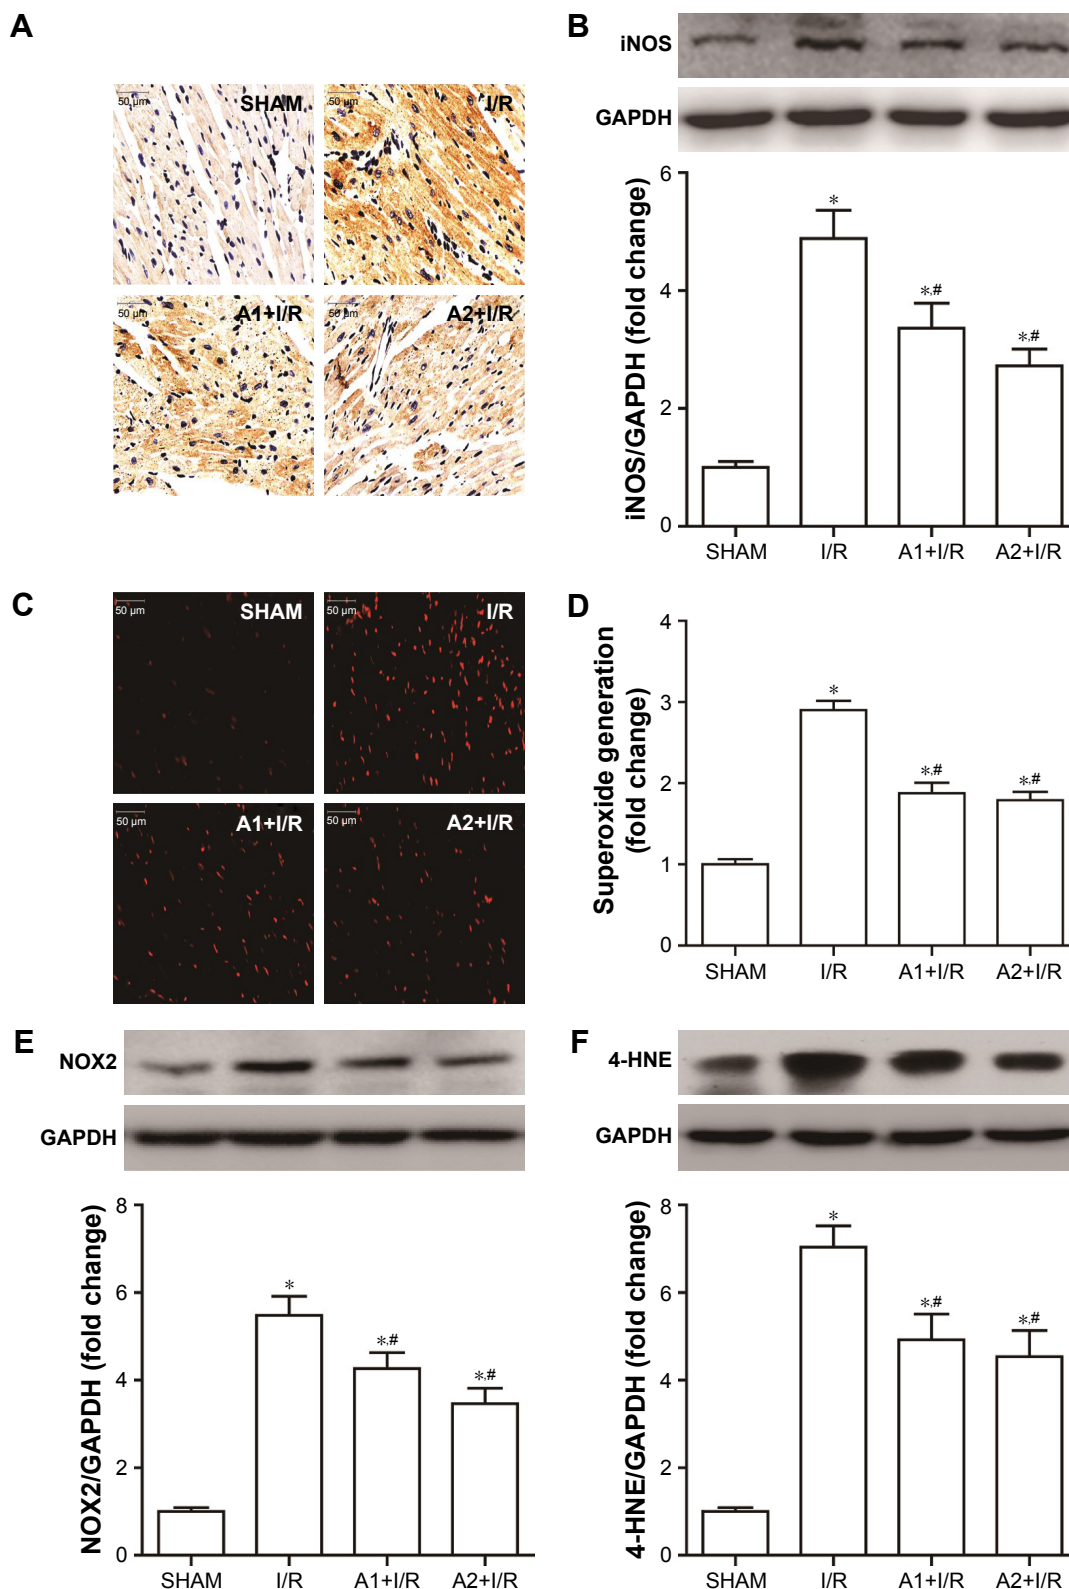 A
50 µm
SHAM
50 µm
I/R
50 µm
A1+I/R
50 µm
A2+I/R
B
iNOS
GAPDH
iNOS/GAPDH (fold change)
6
4
2
0
*
*,#
*,#
SHAM
I/R
A1+I/R
A2+I/R
C
50 µm
SHAM
50 µm
I/R
50 µm
A1+I/R
50 µm
A2+I/R
D
Superoxide generation
(fold change)
4
3
2
1
0
*
*,#
*,#
SHAM
I/R
A1+I/R
A2+I/R
E
NOX2
GAPDH
NOX2/GAPDH (fold change)
8
6
4
2
0
*
*,#
*,#
SHAM
I/R
A1+I/R
A2+I/R
F
4-HNE
GAPDH
4-HNE/GAPDH (fold change)
8
6
4
2
0
*
*,#
*,#
SHAM
I/R
A1+I/R
A2+I/R